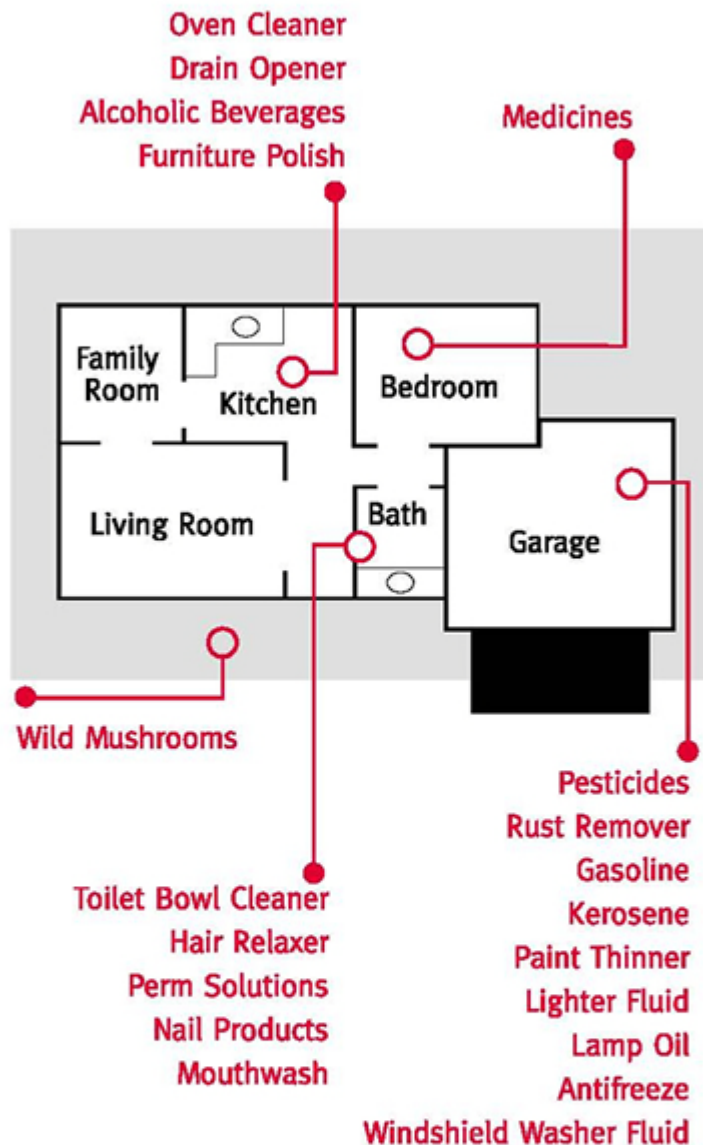 Oven Cleaner
Drain Opener
Alcoholic Beverages
Furniture Polish
Medicines
Family
Room
Kitchen
Bedroom
Living Room
Bath
Garage
Wild Mushrooms
Toilet Bowl Cleaner
Hair Relaxer
Perm Solutions
Nail Products
Mouthwash
Pesticides
Rust Remover
Gasoline
Kerosene
Paint Thinner
Lighter Fluid
Lamp Oil
Antifreeze
Windshield Washer Fluid